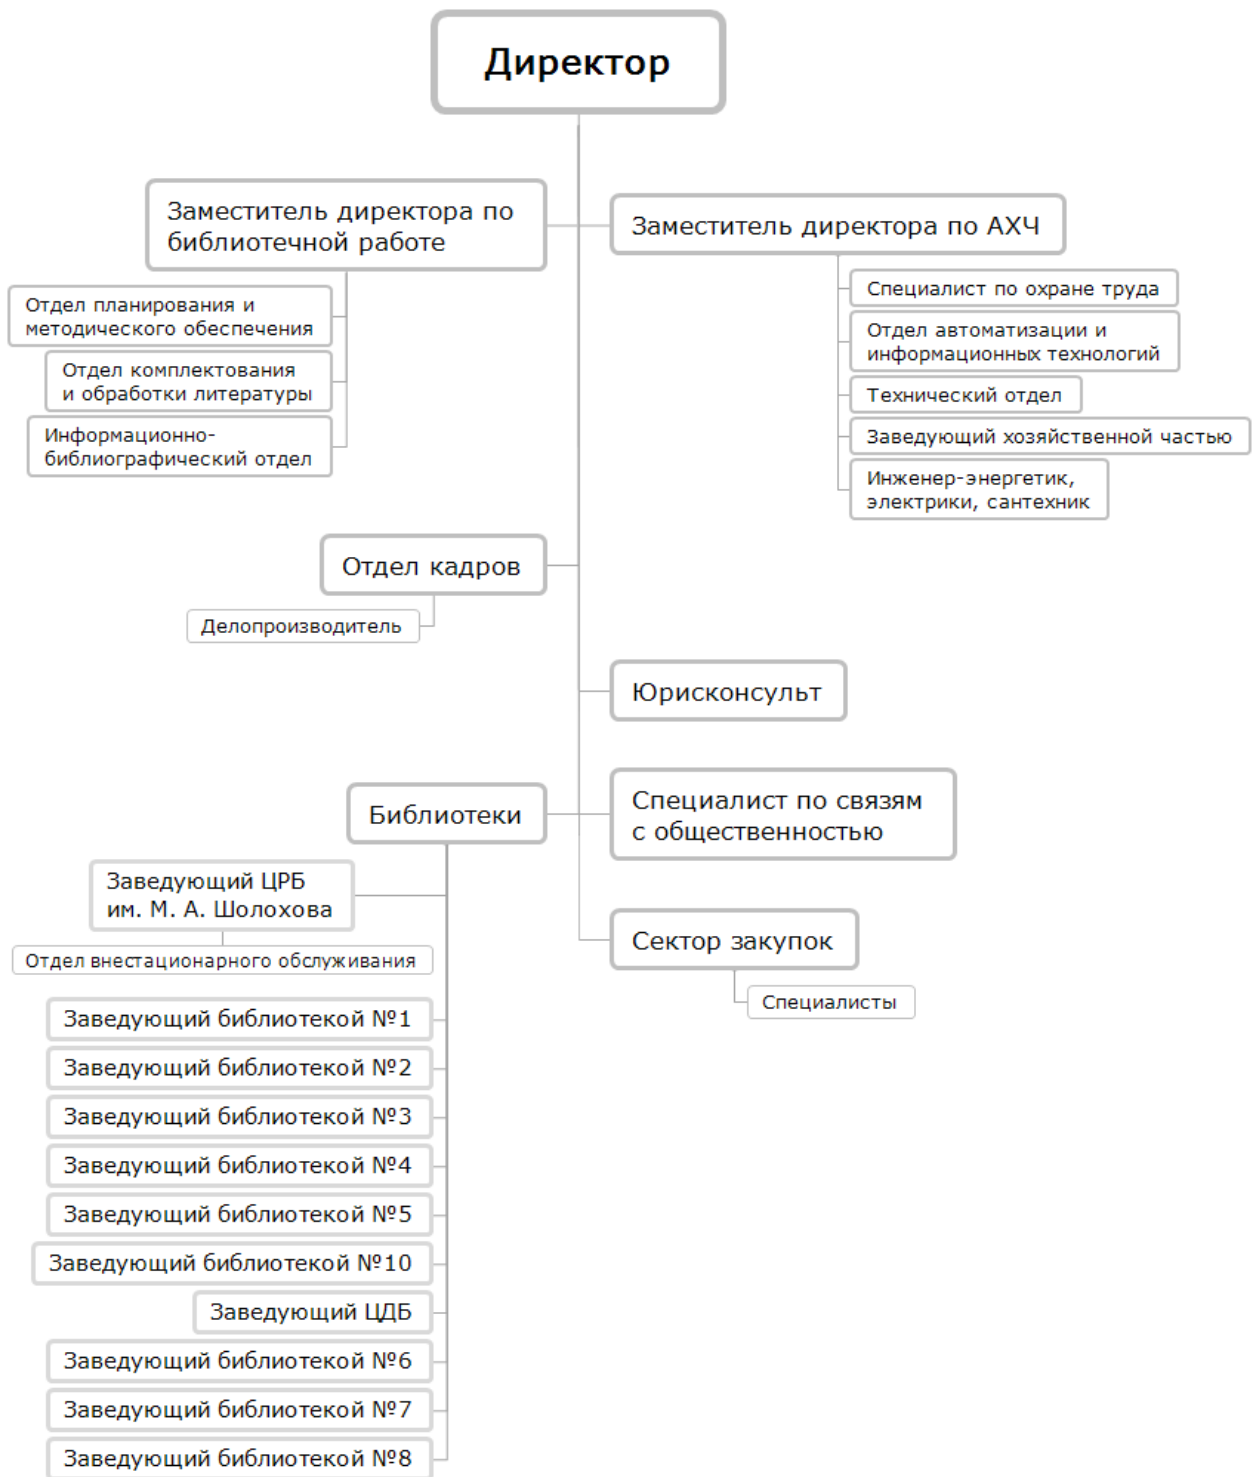 Директор
Заместитель директора по
библиотечной работе
Отдел планирования и
методического обеспечения
Отдел комплектования
и обработки литературы
Информационно-
библиографический отдел
Заместитель директора по АХЧ
Специалист по охране труда
Отдел автоматизации и
информационных технологий
Технический отдел
Заведующий хозяйственной частью
Инженер-энергетик,
электрики, сантехник
Отдел кадров
Делопроизводитель
Юрисконсульт
Библиотеки
Специалист по связям
с общественностью
Заведующий ЦРБ
им. М. А. Шолохова
Отдел внестационарного обслуживания
Сектор закупок
Специалисты
Заведующий библиотекой №1
Заведующий библиотекой №2
Заведующий библиотекой №3
Заведующий библиотекой №4
Заведующий библиотекой №5
Заведующий библиотекой №10
Заведующий ЦДБ
Заведующий библиотекой №6
Заведующий библиотекой №7
Заведующий библиотекой №8